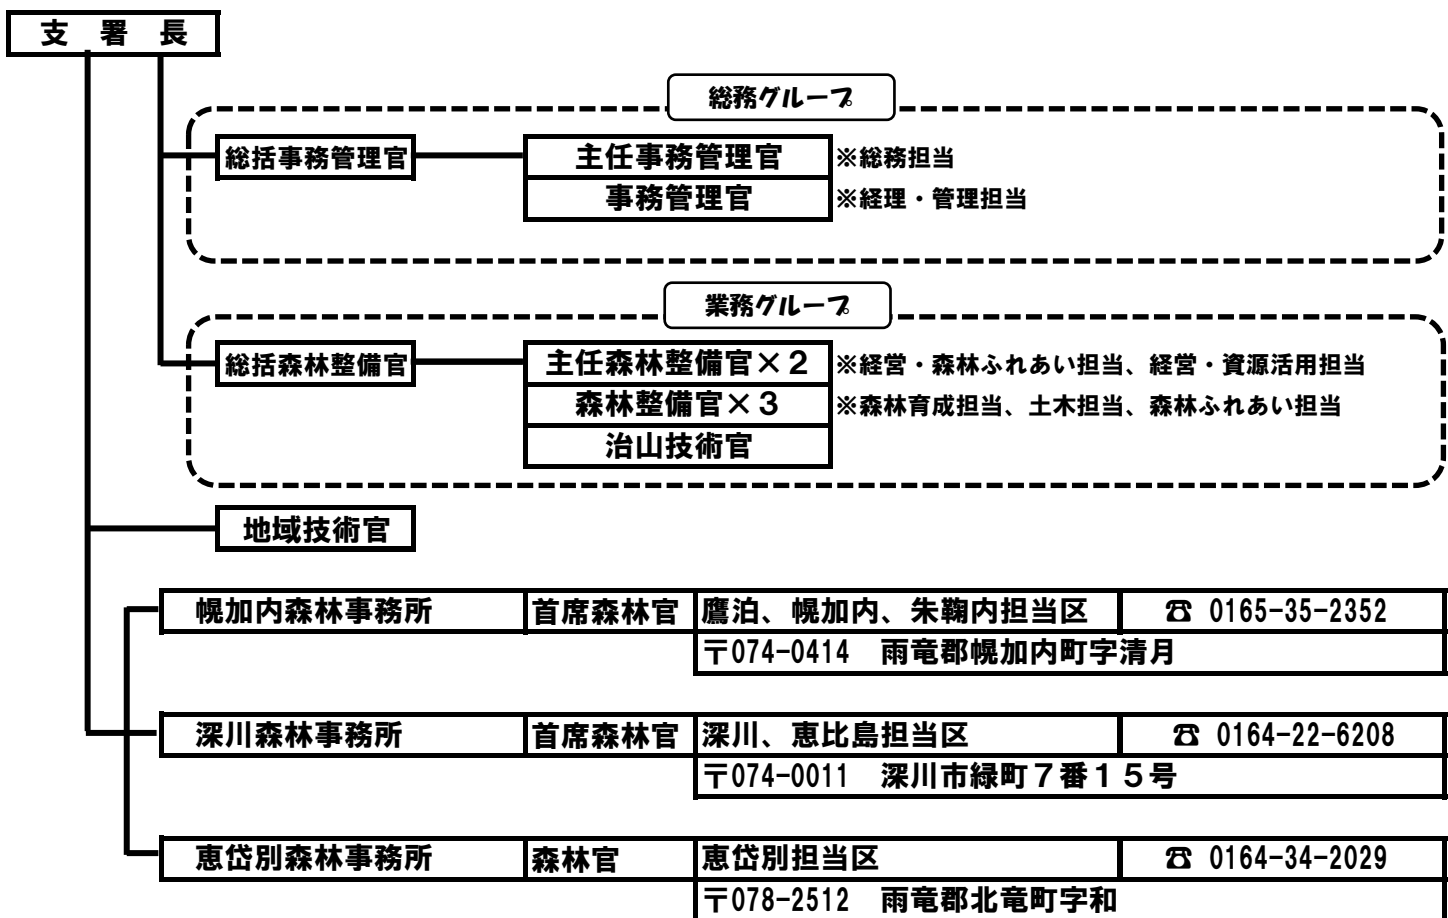 支　署　長
総務グループ
総括事務管理官
主任事務管理官
※総務担当
事務管理官
※経理・管理担当
業務グループ
総括森林整備官
主任森林整備官×２
※経営・森林ふれあい担当、経営・資源活用担当
森林整備官×３
※森林育成担当、土木担当、森林ふれあい担当
治山技術官
地域技術官
幌加内森林事務所
首席森林官
鷹泊、幌加内、朱鞠内担当区
☎ 0165-35-2352
〒074-0414　雨竜郡幌加内町字清月
深川森林事務所
首席森林官
深川、恵比島担当区
☎ 0164-22-6208
〒074-0011　深川市緑町７番１５号
恵岱別森林事務所
森林官
恵岱別担当区
☎ 0164-34-2029
〒078-2512　雨竜郡北竜町字和